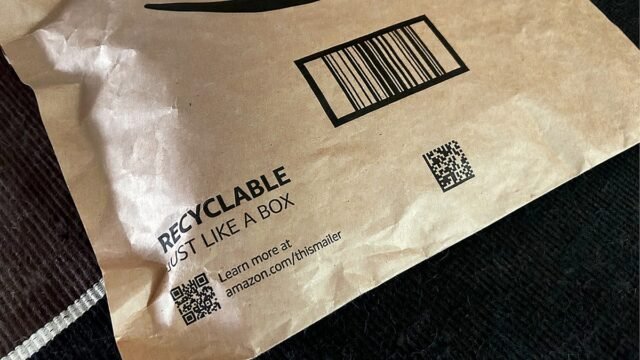 RECYCLABLE
JUST LIKE A BOX
Learn more at
amazon.com/thismailer